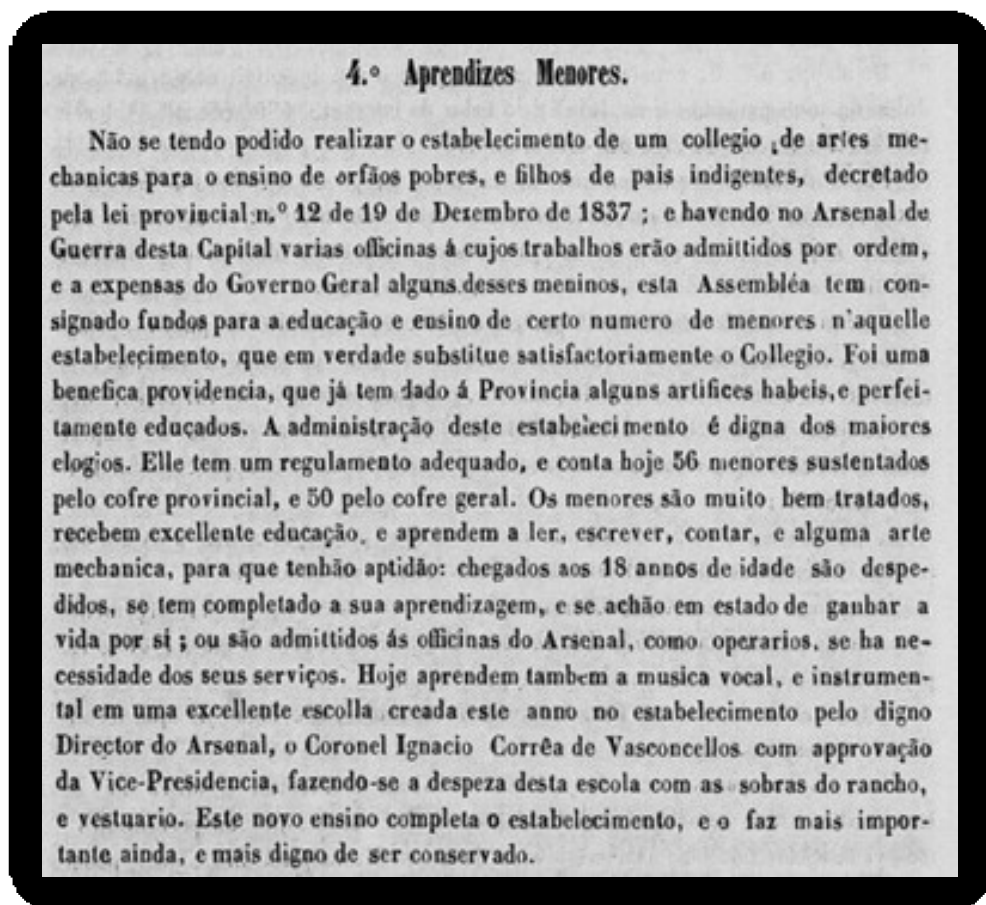 4.º Aprendizes Menores.
Não se tendo podido realizar o estabelecimento de um collegio de artes me-
chanicas para o ensino de orfãos pobres, e filhos de pais indigentes, decretado
pela lei provincial n.º 12 de 19 de Dezembro de 1837 ; e havendo no Arsenal de
Guerra desta Capital varias officinas á cujos trabalhos erão admittidos por ordem,
e a expensas do Governo Geral alguns desses meninos, esta Assembléa tem con-
signado fundos para a educação e ensino de certo numero de menores n'aquelle
estabelecimento, que em verdade substitue satisfactoriamente o Collegio. Foi uma
benefica providencia, que já tem dado á Provincia alguns artifices habeis, e perfei-
tamente educados. A administração deste estabelecimento é digna dos maiores
elogios. Elle tem um regulamento adequado, e conta hoje 56 menores sustentados
pelo cofre provincial, e 50 pelo cofre geral. Os menores são muito bem tratados,
recebem excellente educação, e aprendem a ler, escrever, contar, e alguma arte
mechanica, para que tenhão aptidão: chegados aos 18 annos de idade são despe-
didos, se tem completado a sua aprendizagem, e se achão em estado de ganhar a
vida por si ; ou são admittidos ás officinas do Arsenal, como operarios, se ha ne-
cessidade dos seus serviços. Hoje aprendem tambem a musica vocal, e instrumen-
tal em uma excellente escolla creada este anno no estabelecimento pelo digno
Director do Arsenal, o Coronel Ignacio Corrêa de Vasconcellos com approvação
da Vice-Presidencia, fazendo-se a despeza desta escola com as sobras do rancho,
e vestuario. Este novo ensino completa o estabelecimento, e o faz mais impor-
tante ainda, e mais digno de ser conservado.